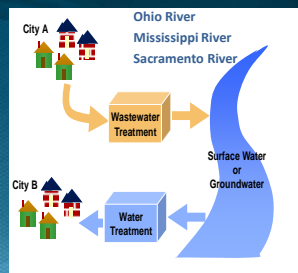 Ohio River
Mississippi River
Sacramento River
City A
Wastewater
Treatment
Surface Water
or
Groundwater
City B
Water
Treatment